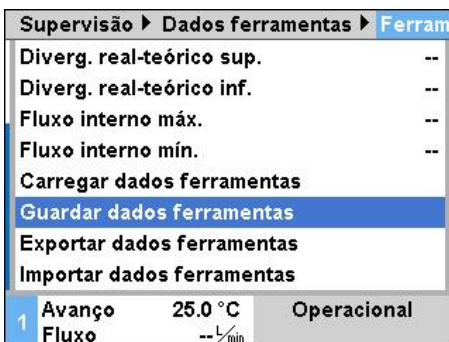 Supervisão ▶ Dados ferramentas ▶ Ferram
Diverg. real-teórico sup. --
Diverg. real-teórico inf. --
Fluxo interno máx. --
Fluxo interno mín. --
Carregar dados ferramentas
Guardar dados ferramentas
Exportar dados ferramentas
Importar dados ferramentas
1 Avanço 25.0 °C Operacional
Fluxo -- L/min